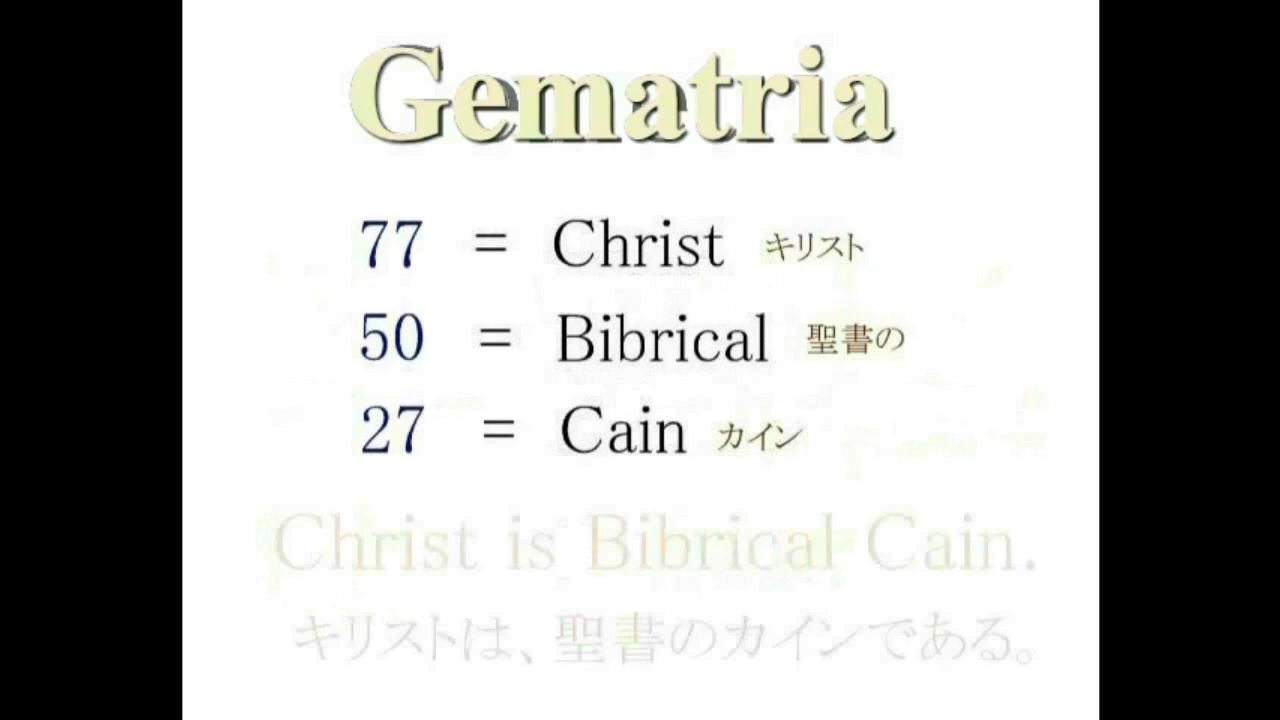 Gematria
77 = Christ キリスト
50 = Bibrical 聖書の
27 = Cain カイン
Christ is Bibrical Cain.
キリストは、聖書のカインである。